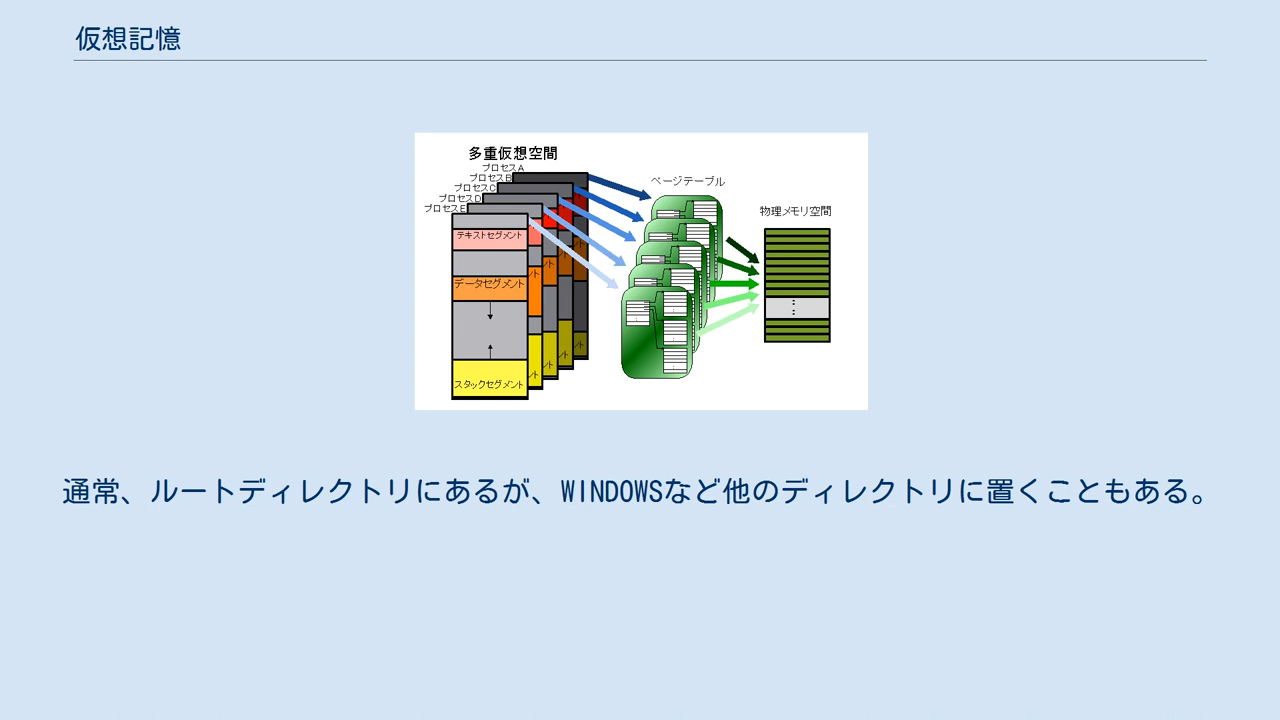 仮想記憶
多重仮想空間
プロセスA
プロセスB
プロセスC
プロセスD
プロセスE
ページテーブル
物理メモリ空間
テキストセグメント
データセグメント
スタックセグメント
通常、ルートディレクトリにあるが、WINDOWSなど他のディレクトリに置くこともある。